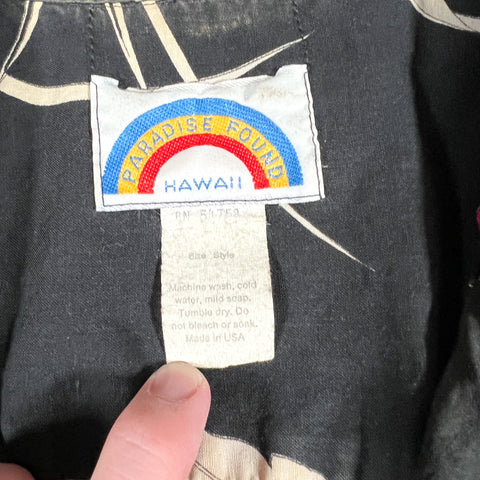 PARADISE FOUND
HAWAII
RN
Size Style
Machine wash, cold
water, mild soap.
Tumble dry. Do
not bleach or soak.
Made in USA